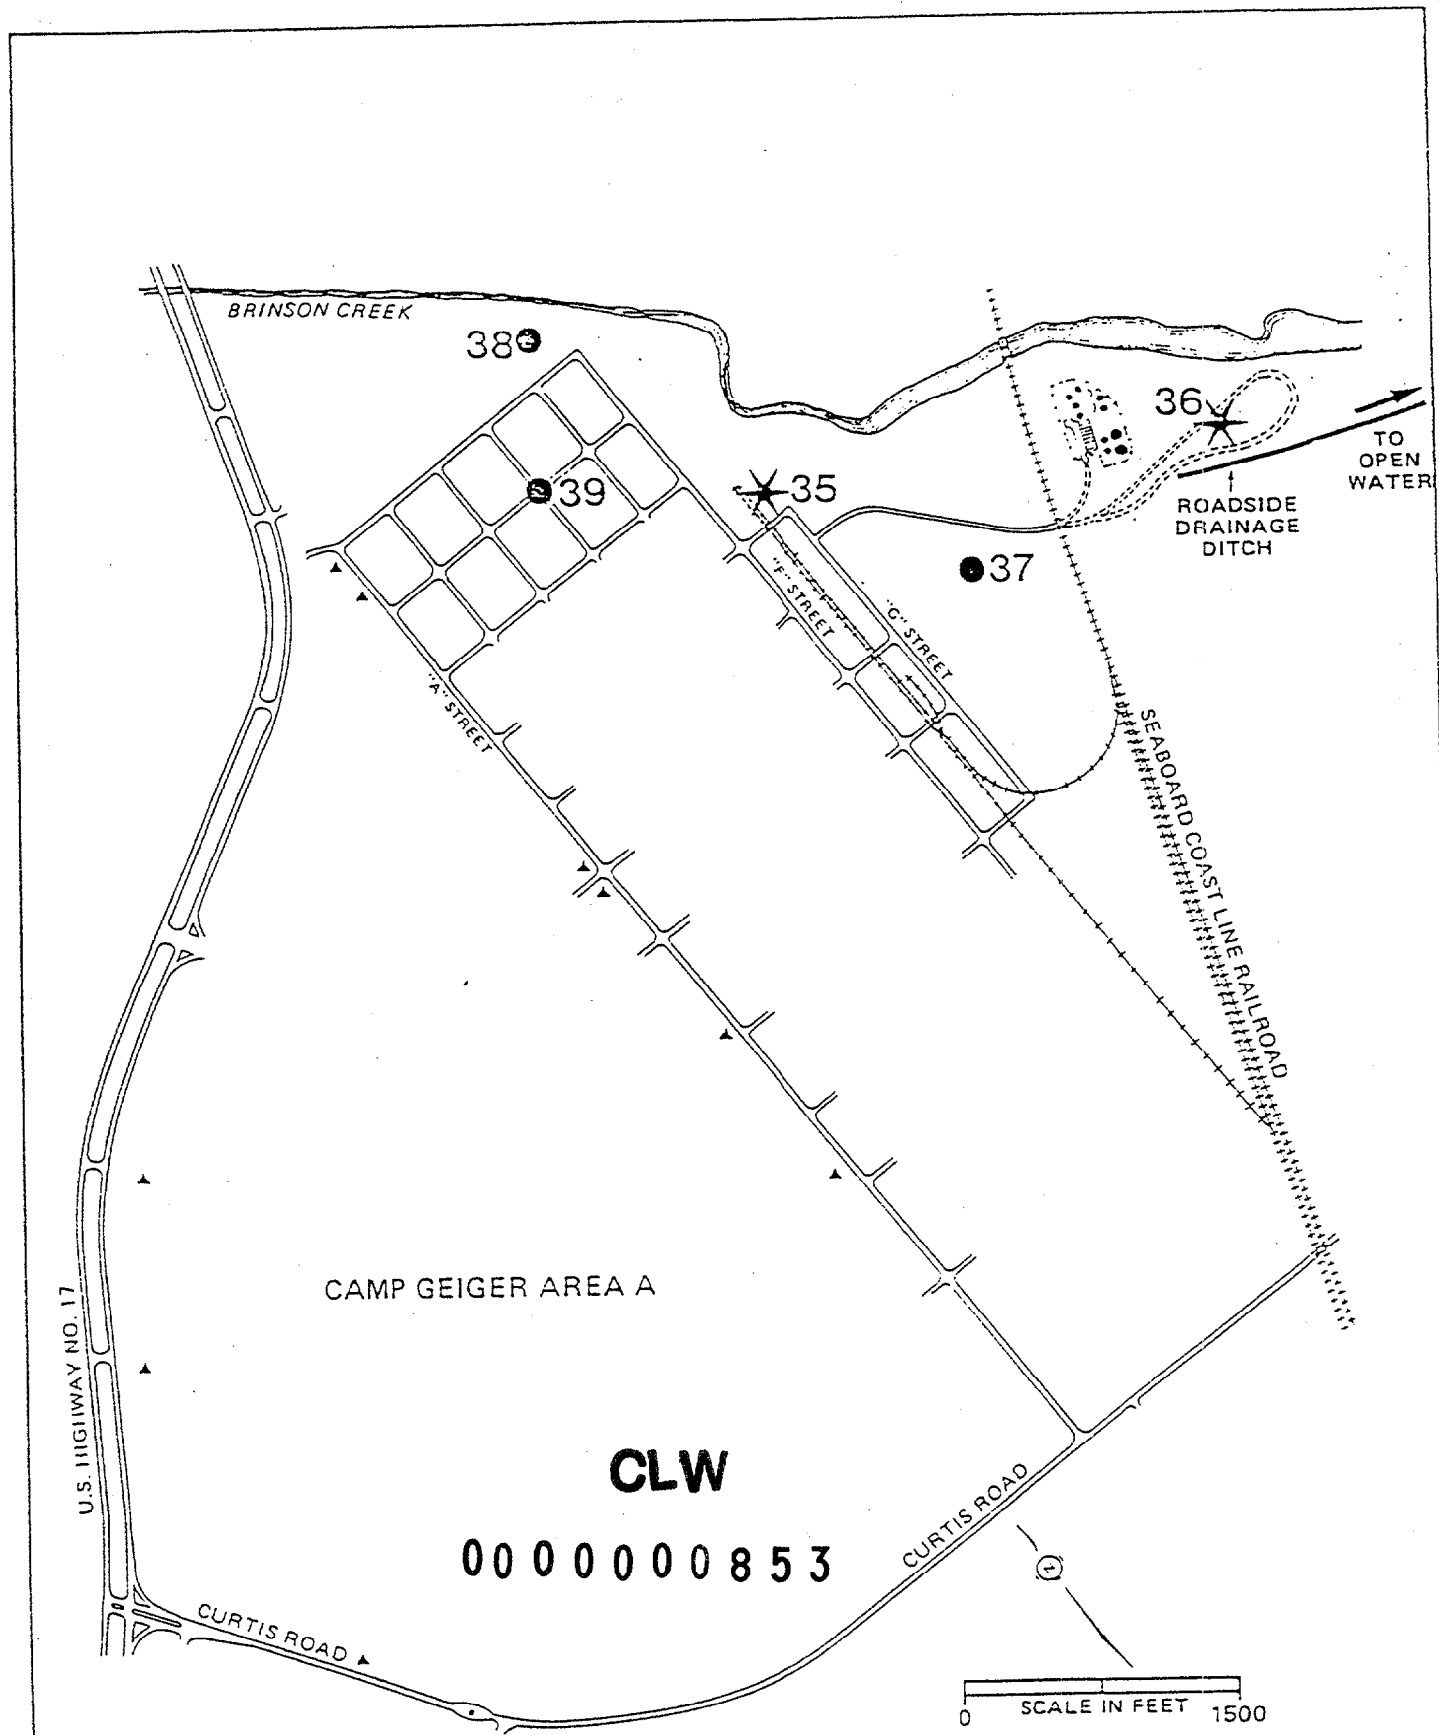 BRINSON CREEK
38
36
TO
OPEN
WATER
39
35
ROADSIDE
DRAINAGE
DITCH
37
"F" STREET
"G" STREET
"A" STREET
SEABOARD COAST LINE RAILROAD
CAMP GEIGER AREA A
U.S. HIGHWAY NO. 17
CLW
0000000853
CURTIS ROAD
CURTIS ROAD
SCALE IN FEET
0 1500